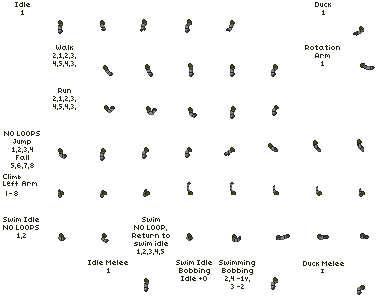 Idle
1
Duck
1
Walk
2,1,2,3,
4,5,4,3,
Rotation
Arm
1
Run
2,1,2,3,
4,5,4,3,
NO LOOPS
Jump
1,2,3,4
Fall
5,6,7,8
Climb
Left Arm
1-8
Swim Idle
NO LOOPS
1,2
Swim
NO LOOP,
Return to
swim idle
1,2,3,4,5
Idle Melee
1
Swim Idle
Bobbing
Idle +0
Swimming
Bobbing
2,4 -1v,
3 -2
Duck Melee
1